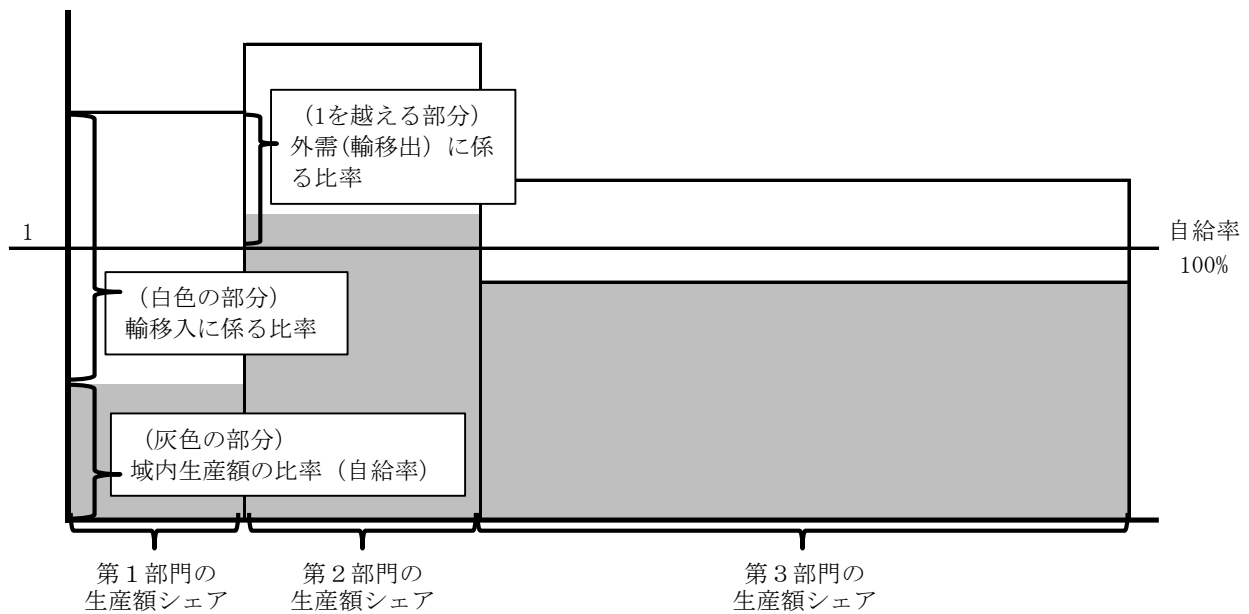 （1を越える部分）
外需（輸移出）に係
る比率
1
自給率
100%
（白色の部分）
輸移入に係る比率
（灰色の部分）
域内生産額の比率（自給率）
第１部門の
生産額シェア
第２部門の
生産額シェア
第３部門の
生産額シェア